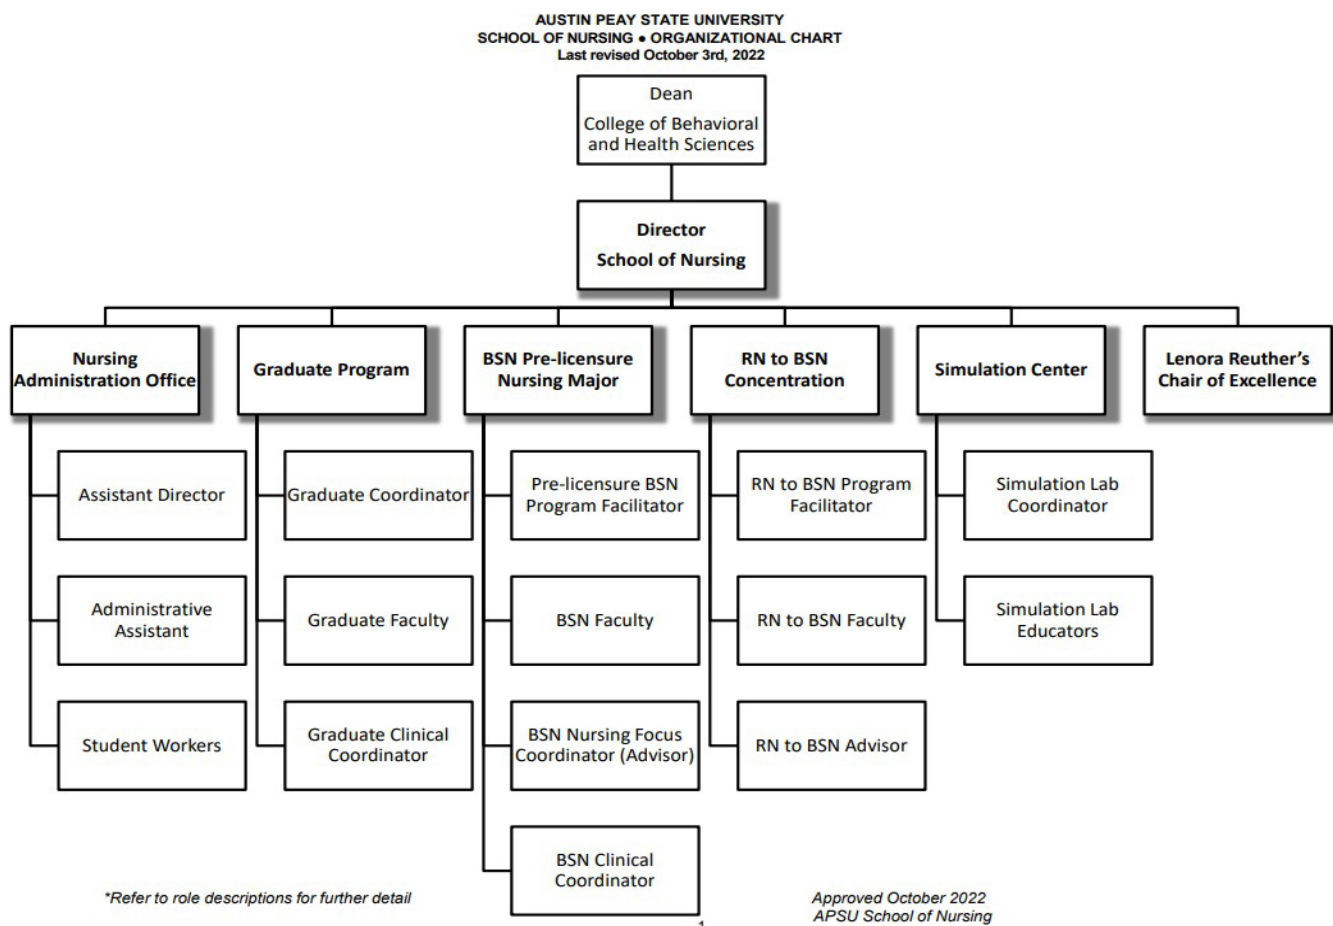 AUSTIN PEAY STATE UNIVERSITY
SCHOOL OF NURSING ● ORGANIZATIONAL CHART
Last revised October 3rd, 2022
Dean
College of Behavioral
and Health Sciences
Director
School of Nursing
Nursing
Administration Office
Graduate Program
BSN Pre-licensure
Nursing Major
RN to BSN
Concentration
Simulation Center
Lenora Reuther’s
Chair of Excellence
Assistant Director
Graduate Coordinator
Pre-licensure BSN
Program Facilitator
RN to BSN Program
Facilitator
Simulation Lab
Coordinator
Administrative
Assistant
Graduate Faculty
BSN Faculty
RN to BSN Faculty
Simulation Lab
Educators
Student Workers
Graduate Clinical
Coordinator
BSN Nursing Focus
Coordinator (Advisor)
RN to BSN Advisor
BSN Clinical
Coordinator
*Refer to role descriptions for further detail
Approved October 2022
APSU School of Nursing
1